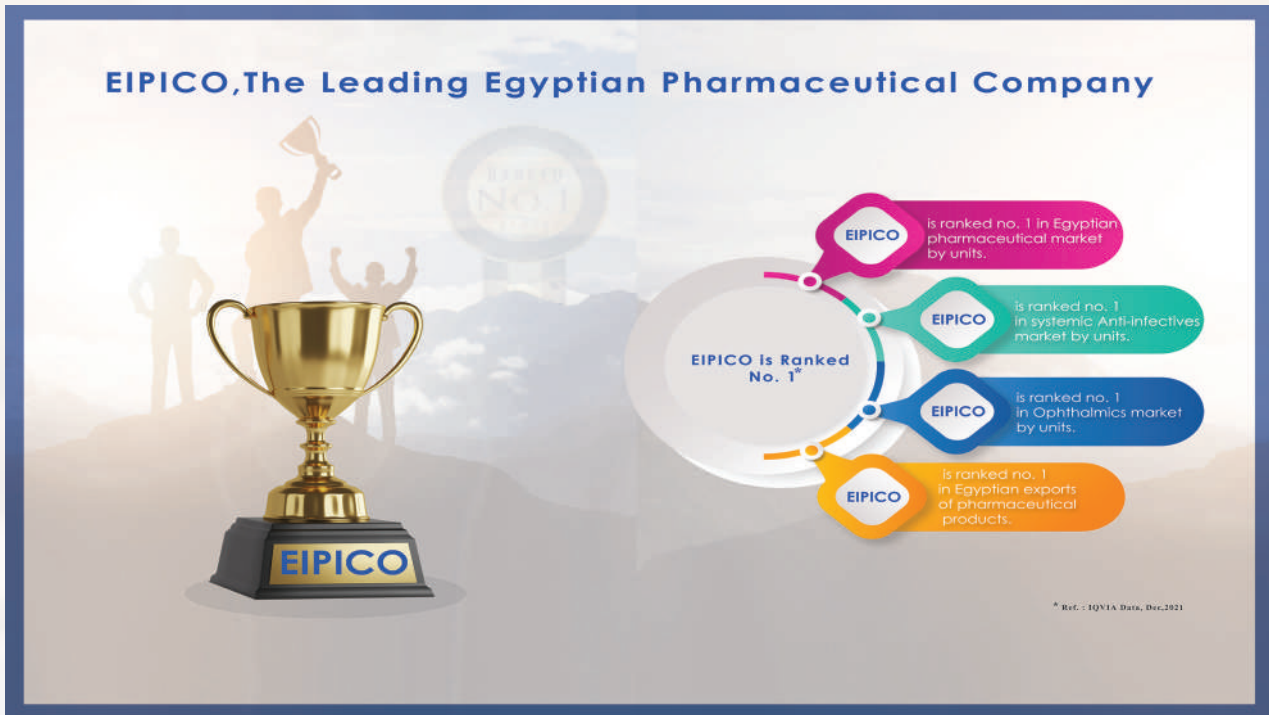 EIPICO,The Leading Egyptian Pharmaceutical Company
RANKED
No.1
EIPICO is Ranked
No. 1*
EIPICO
is ranked no. 1 in Egyptian
pharmaceutical market
by units.
EIPICO
is ranked no. 1
in systemic Anti-infectives
market by units.
EIPICO
is ranked no. 1
in Ophthalmics market
by units.
EIPICO
is ranked no. 1
in Egyptian exports
of pharmaceutical
products.
EIPICO
* Ref. : IQVIA Data, Dec,2021